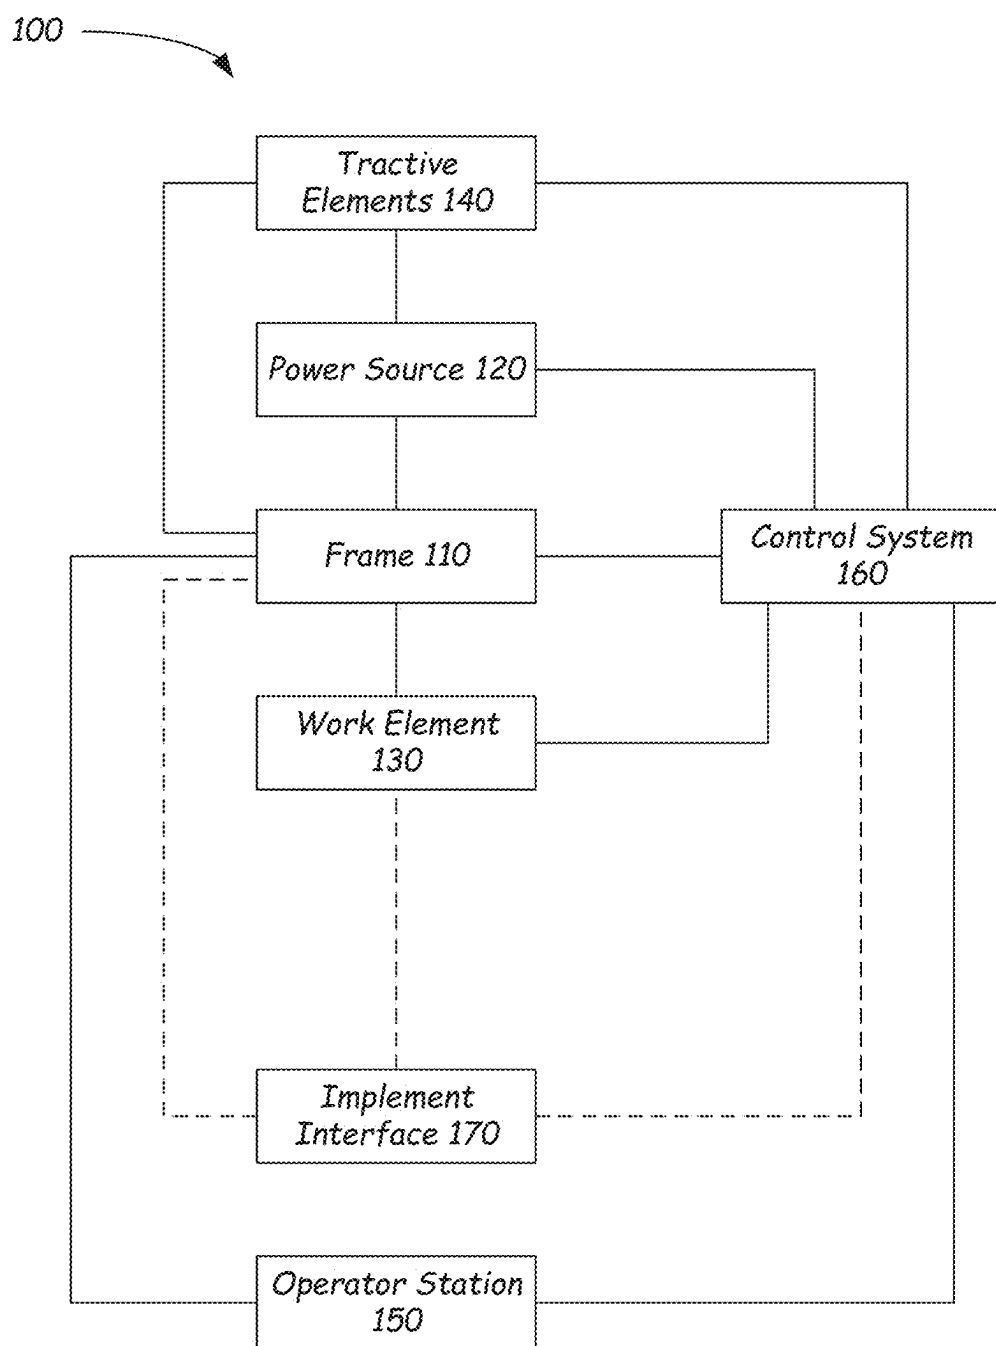 100
Tractive
Elements 140
Power Source 120
Frame 110
Control System
160
Work Element
130
Implement
Interface 170
Operator Station
150